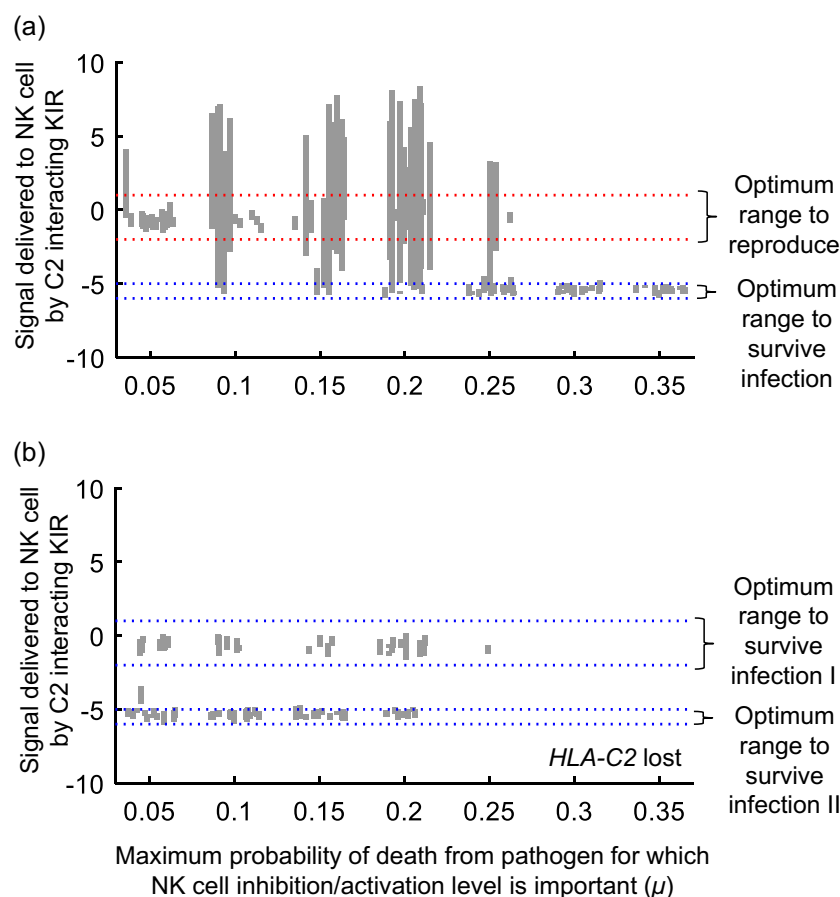 (a)
Signal delivered to NK cell
by C2 interacting KIR
10
5
0
-5
-10
0.05 0.1 0.15 0.2 0.25 0.3 0.35
Optimum
range to
reproduce
Optimum
range to
survive
infection
(b)
Signal delivered to NK cell
by C2 interacting KIR
10
5
0
-5
-10
0.05 0.1 0.15 0.2 0.25 0.3 0.35
HLA-C2 lost
Optimum
range to
survive
infection I
Optimum
range to
survive
infection II
Maximum probability of death from pathogen for which
NK cell inhibition/activation level is important (μ)